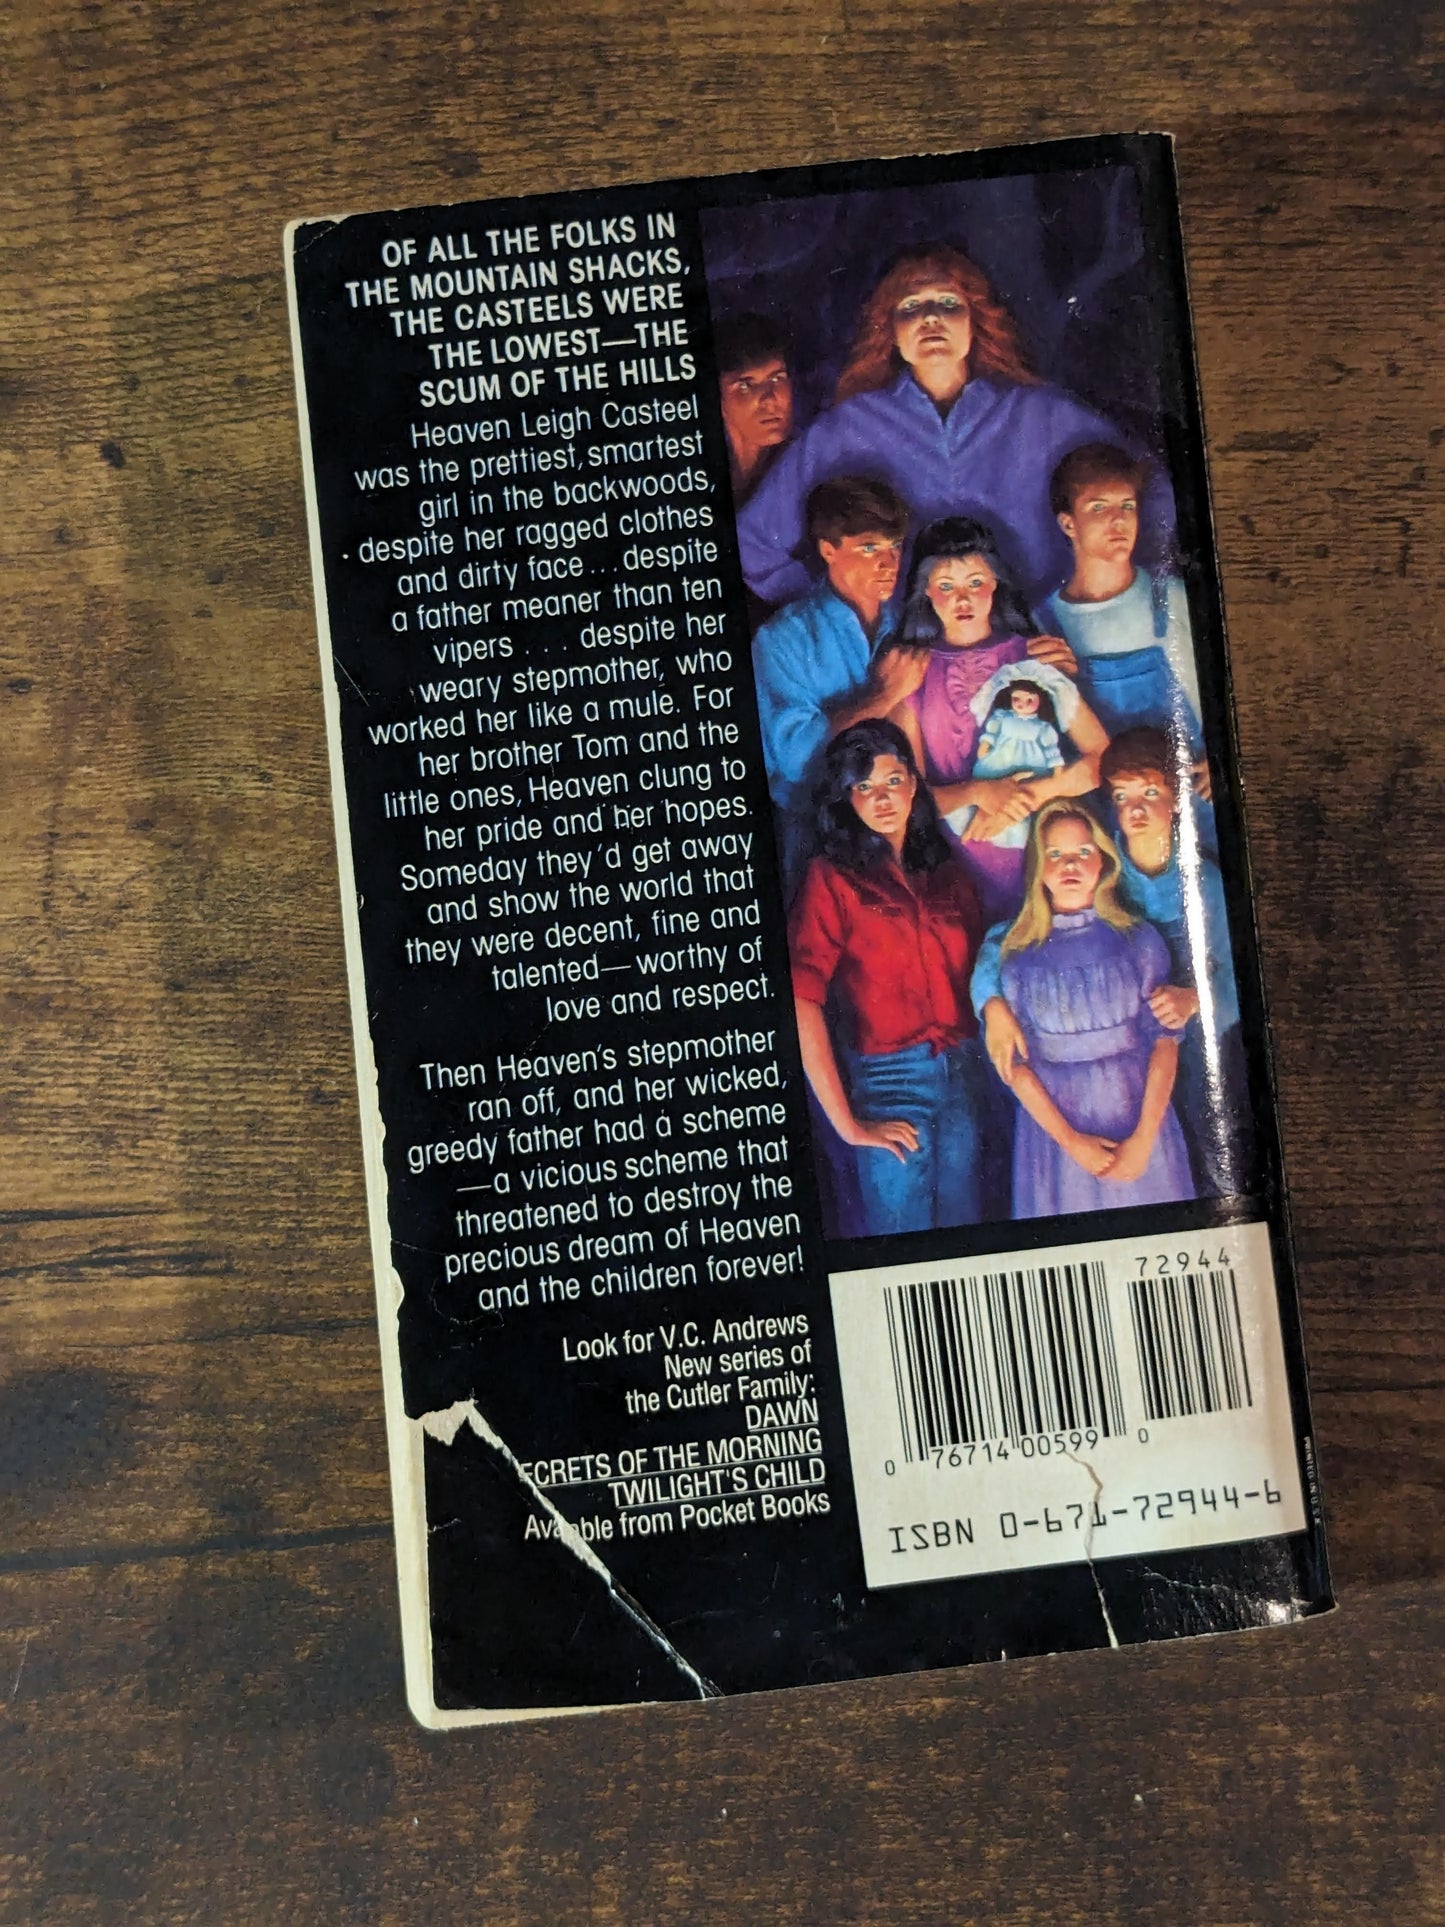 OF ALL THE FOLKS IN
THE MOUNTAIN SHACKS,
THE CASTEELS WERE
THE LOWEST—THE
SCUM OF THE HILLS
Heaven Leigh Casteel
was the prettiest, smartest
girl in the backwoods,
despite her ragged clothes
and dirty face... despite
a father meaner than ten
vipers . . . despite her
weary stepmother, who
worked her like a mule. For
her brother Tom and the
little ones, Heaven clung to
her pride and her hopes.
Someday they'd get away
and show the world that
they were decent, fine and
talented—worthy of
love and respect.
Then Heaven's stepmother
ran off, and her wicked,
greedy father had a scheme
—a vicious scheme that
threatened to destroy the
precious dream of Heaven
and the children forever!
Look for V.C. Andrews
New series of
the Cutler Family:
DAWN
ECRETS OF THE MORNING
TWILIGHT'S CHILD
Available from Pocket Books
72944
0 76714 00599 0
ISBN 0-671-72944-6
PRINTED IN U.S.A.